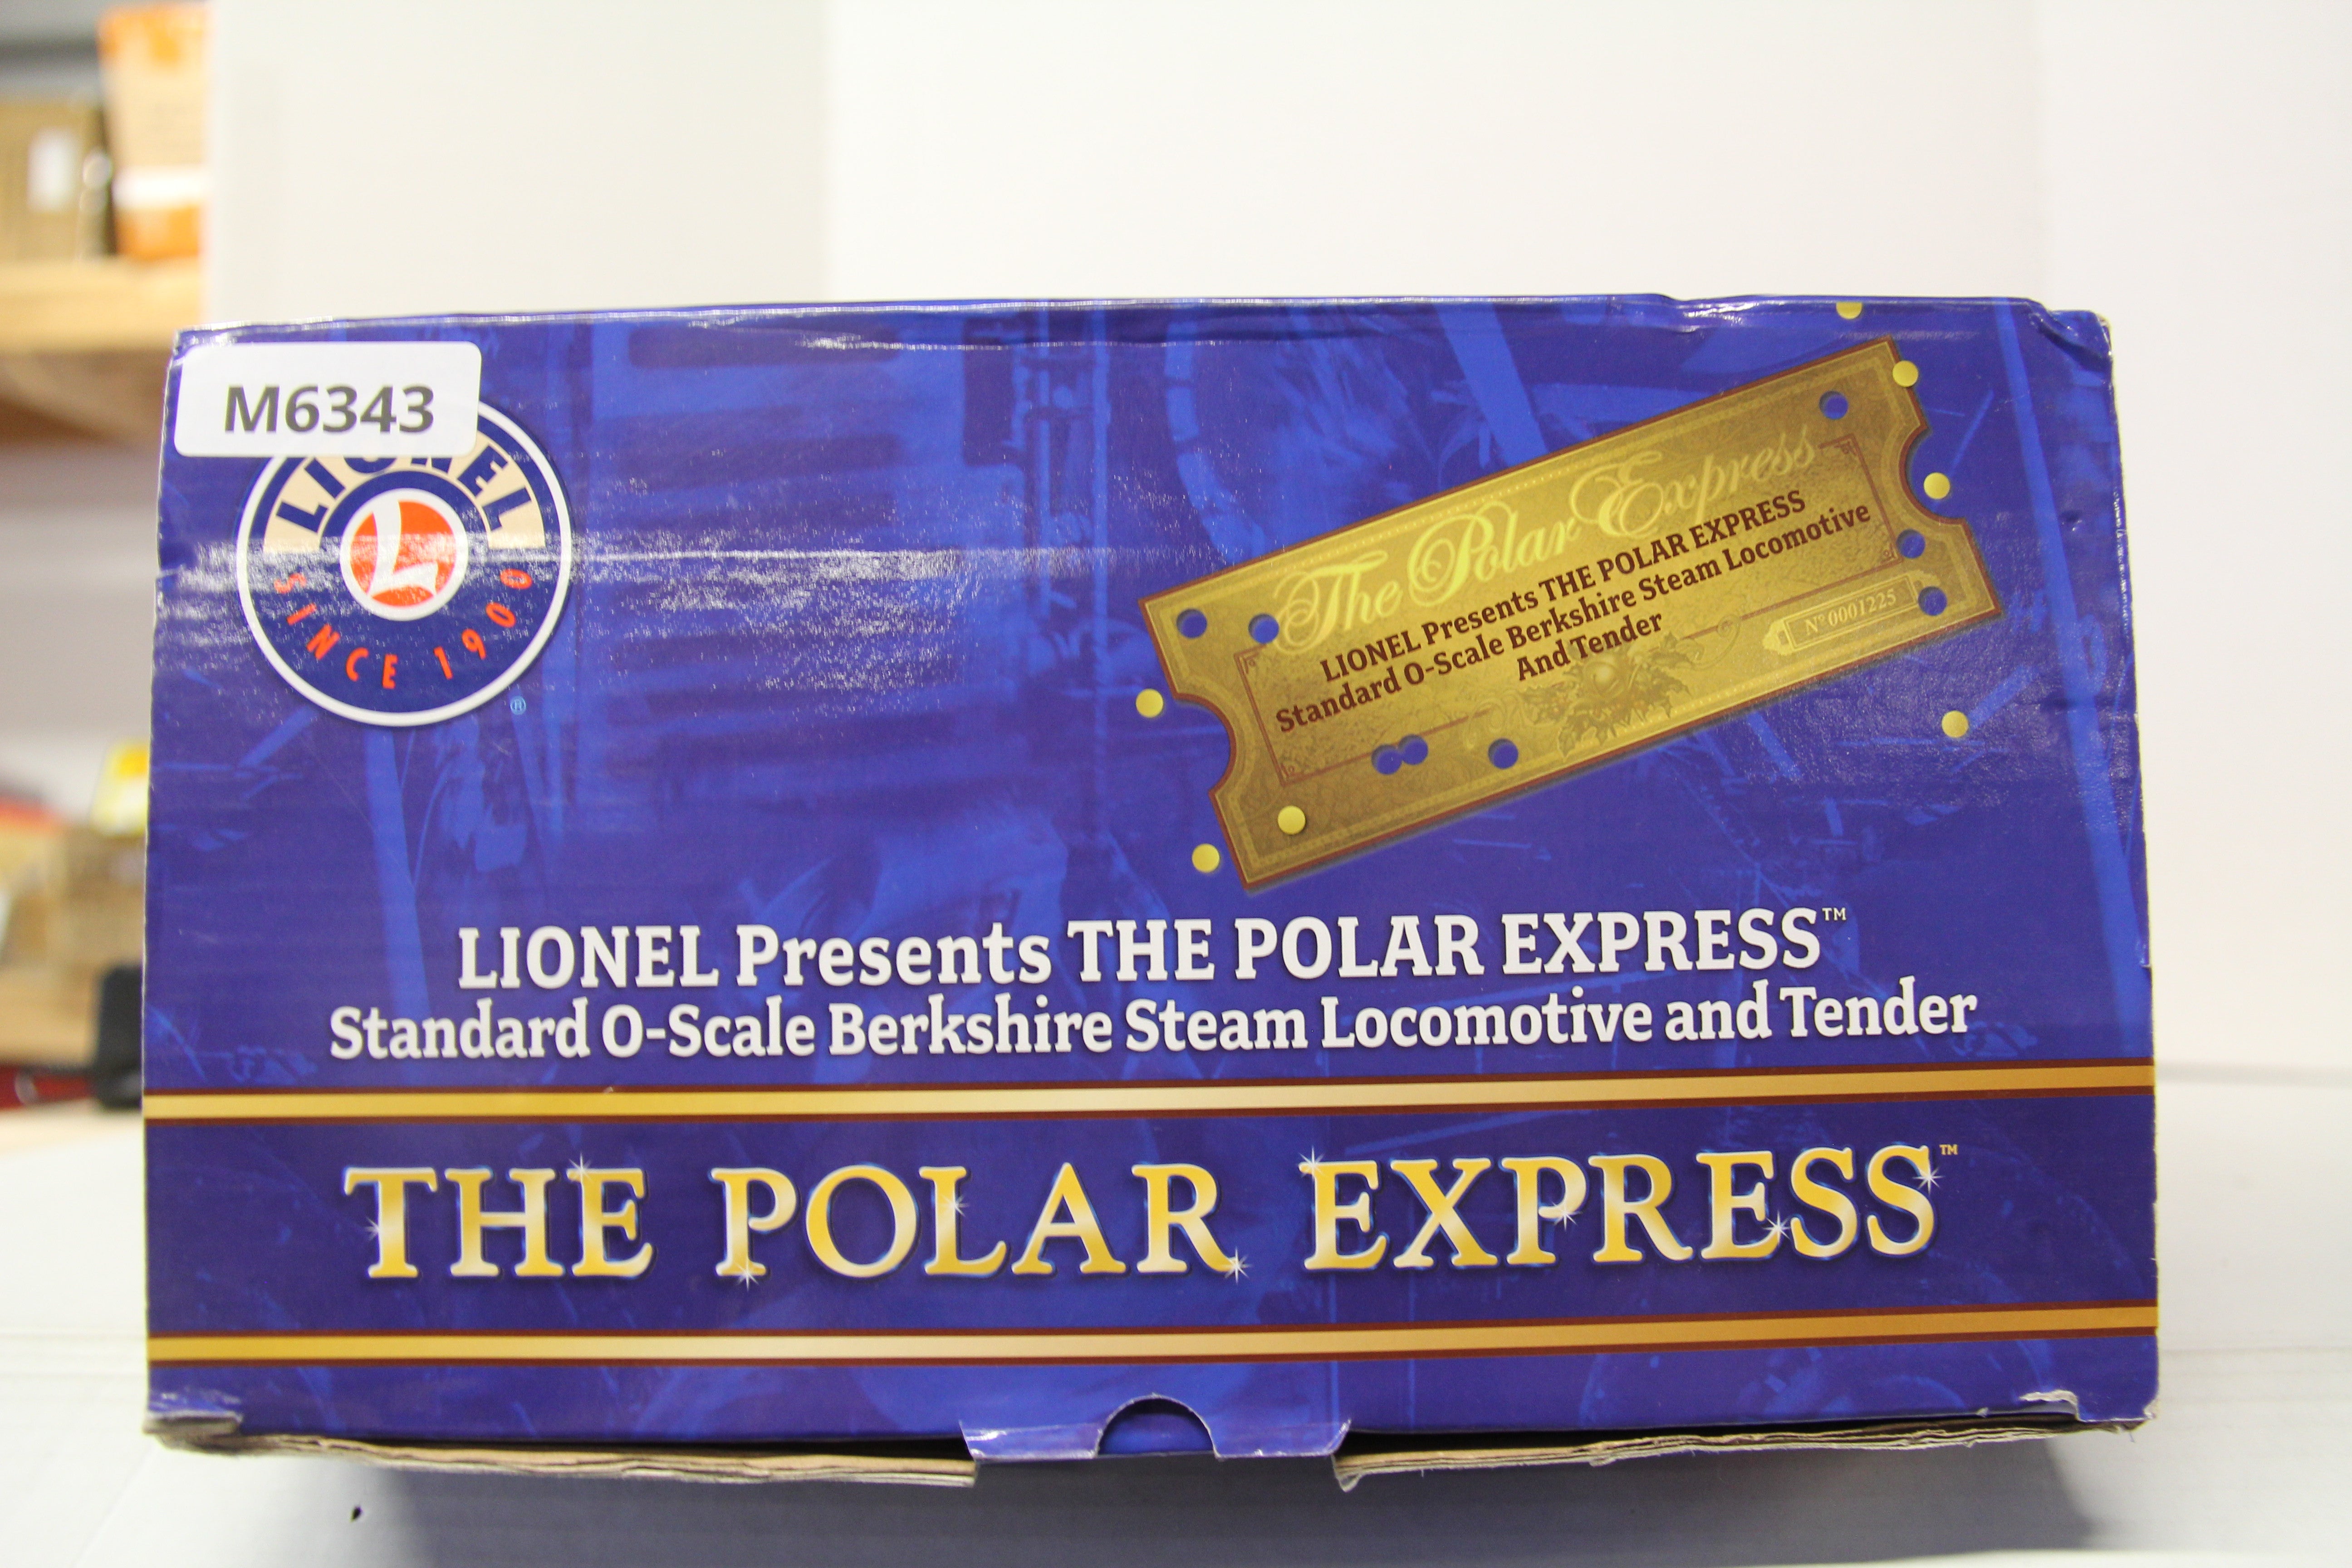 M6343
LIONEL
SINCE 1900
®
The Polar Express
LIONEL Presents THE POLAR EXPRESS
Standard O-Scale Berkshire Steam Locomotive
And Tender
Nº 0001225
LIONEL Presents THE POLAR EXPRESS™
Standard O-Scale Berkshire Steam Locomotive and Tender
THE POLAR EXPRESS™